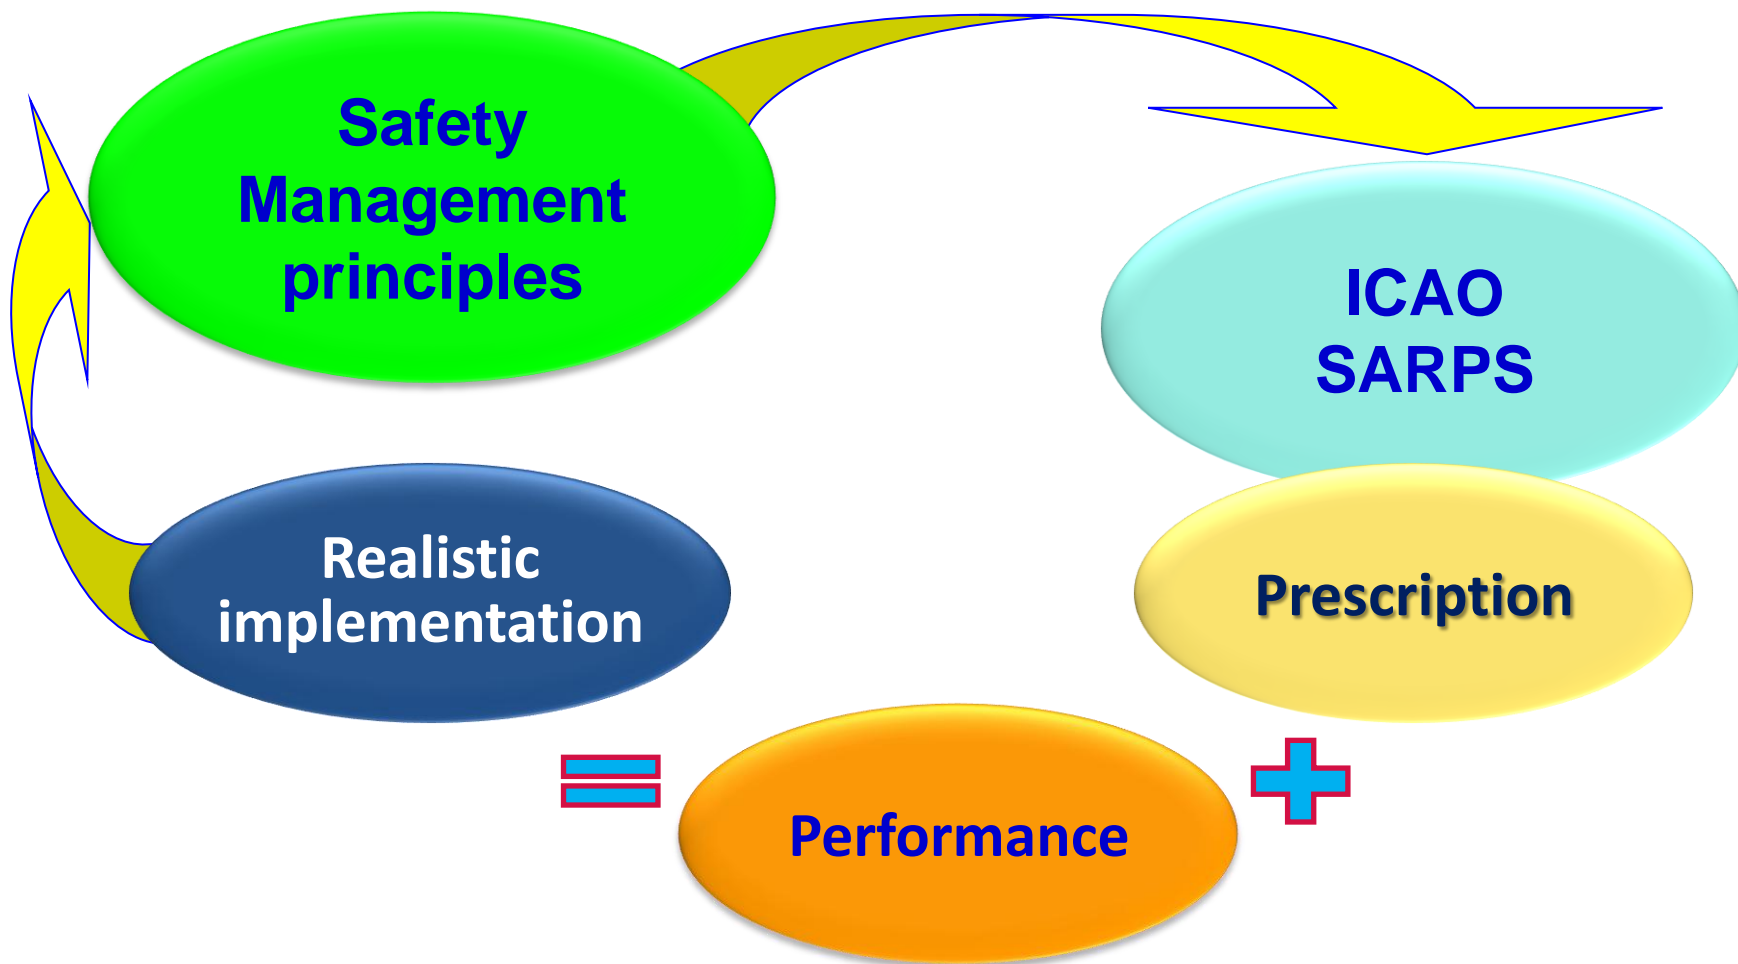 Safety
Management
principles
ICAO
SARPS
Realistic
implementation
Prescription
Performance